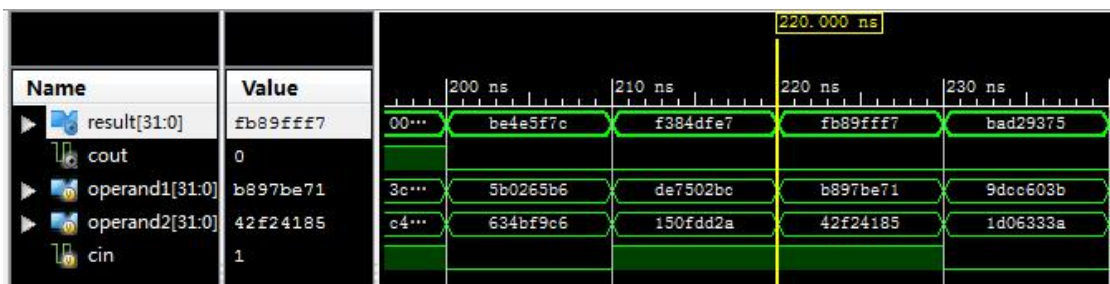 220.000 ns
Name Value 200 ns 210 ns 220 ns 230 ns
result[31:0] fb89fff7 00... be4e5f7c f384dfe7 fb89fff7 bad29375
cout 0
operand1[31:0] b897be71 3c... 5b0265b6 de7502bc b897be71 9dcc603b
operand2[31:0] 42f24185 c4... 634bf9c6 150fdd2a 42f24185 1d06333a
cin 1